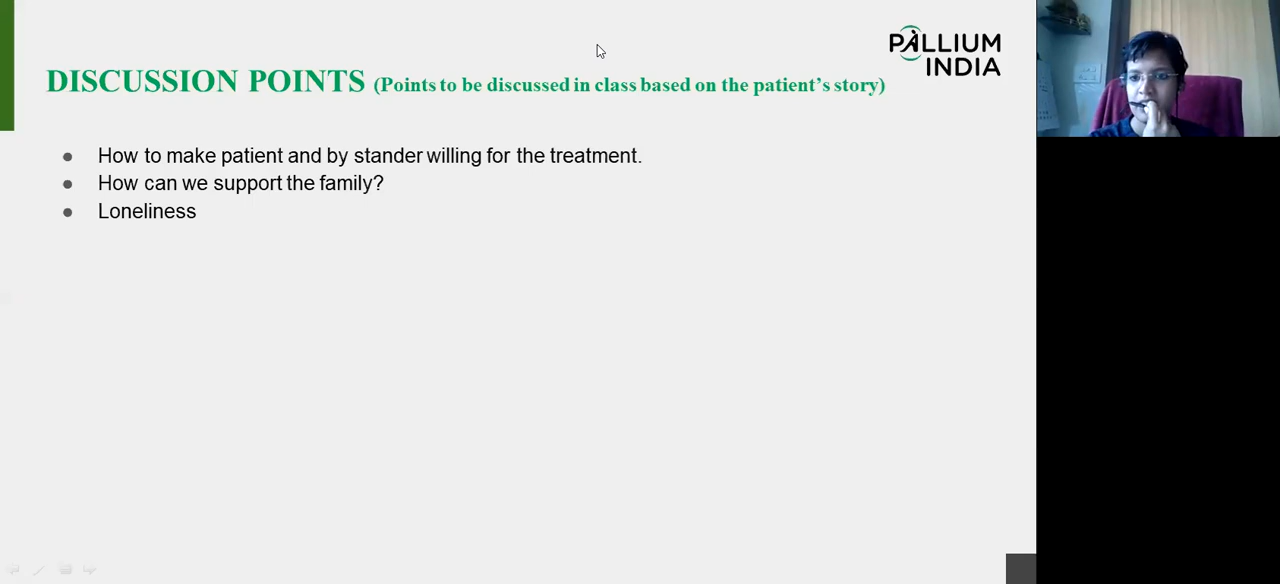 PALLIUM
INDIA
DISCUSSION POINTS (Points to be discussed in class based on the patient's story)
● How to make patient and by stander willing for the treatment.
● How can we support the family?
● Loneliness